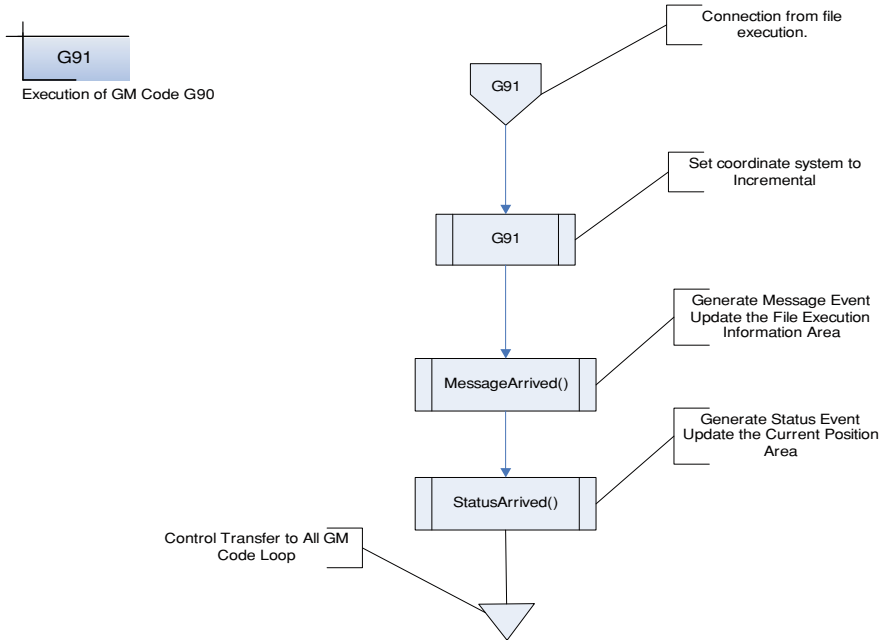 G91
Execution of GM Code G90
Connection from file
execution.
G91
Set coordinate system to
Incremental
G91
Generate Message Event
Update the File Execution
Information Area
MessageArrived()
Generate Status Event
Update the Current Position
Area
StatusArrived()
Control Transfer to All GM
Code Loop